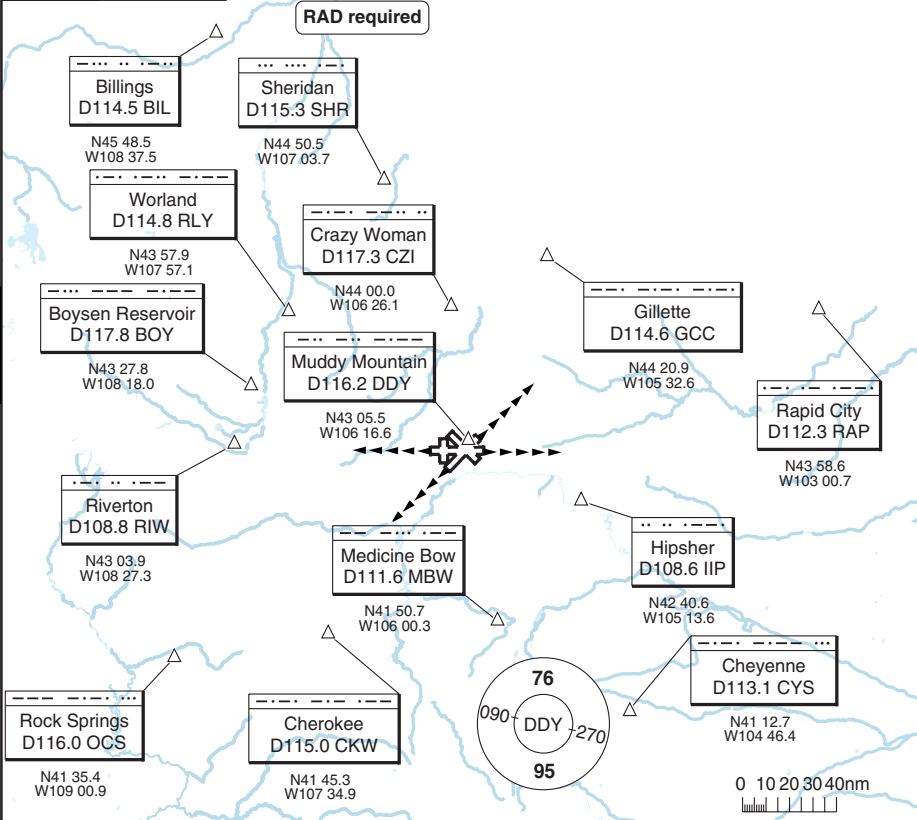 RAD required
Billings
D114.5 BIL
N45 48.5
W108 37.5
Sheridan
D115.3 SHR
N44 50.5
W107 03.7
Worland
D114.8 RLY
N43 57.9
W107 57.1
Crazy Woman
D117.3 CZI
N44 00.0
W106 26.1
Boysen Reservoir
D117.8 BOY
N43 27.8
W108 18.0
Gillette
D114.6 GCC
N44 20.9
W105 32.6
Muddy Mountain
D116.2 DDY
N43 05.5
W106 16.6
Rapid City
D112.3 RAP
N43 58.6
W103 00.7
Riverton
D108.8 RIW
N43 03.9
W108 27.3
Medicine Bow
D111.6 MBW
N41 50.7
W106 00.3
Hipsher
D108.6 IIP
N42 40.6
W105 13.6
Cheyenne
D113.1 CYS
N41 12.7
W104 46.4
Rock Springs
D116.0 OCS
N41 35.4
W109 00.9
Cherokee
D115.0 CKW
N41 45.3
W107 34.9
76
090 DDY 270
95
0 10 20 30 40nm